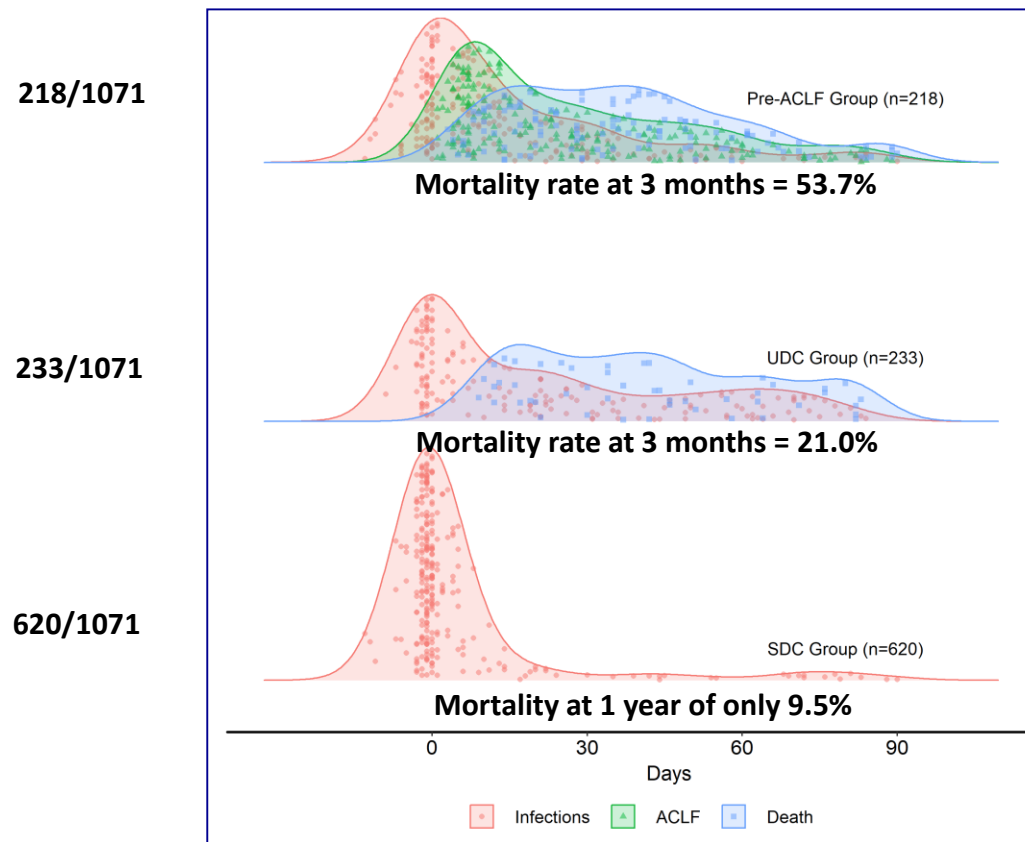 218/1071
Pre-ACLF Group (n=218)
Mortality rate at 3 months = 53.7%
233/1071
UDC Group (n=233)
Mortality rate at 3 months = 21.0%
620/1071
SDC Group (n=620)
Mortality at 1 year of only 9.5%
0 30 60 90
Days
Infections ACLF Death